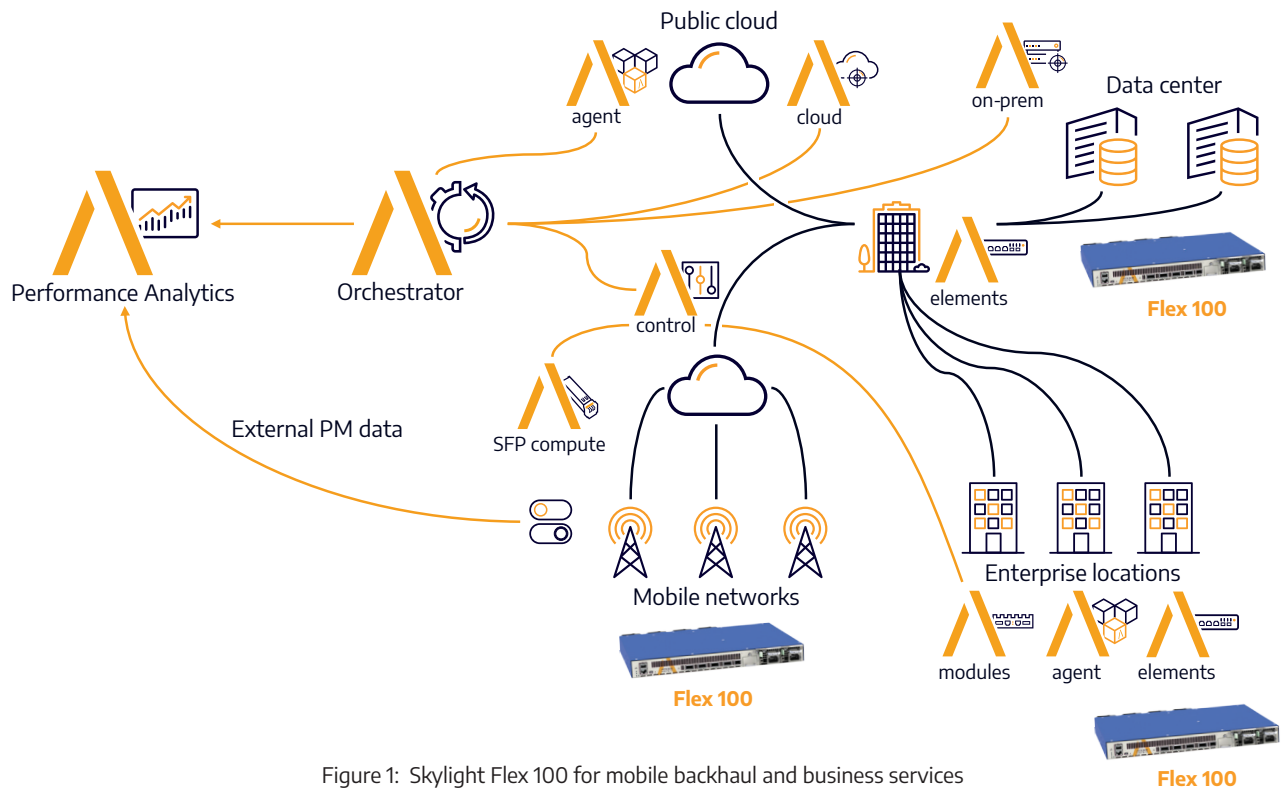 Public cloud
agent
cloud
on-prem
Data center
Performance Analytics
Orchestrator
control
elements
Flex 100
External PM data
SFP compute
Mobile networks
Flex 100
Enterprise locations
modules
agent
elements
Flex 100
Figure 1: Skylight Flex 100 for mobile backhaul and business services